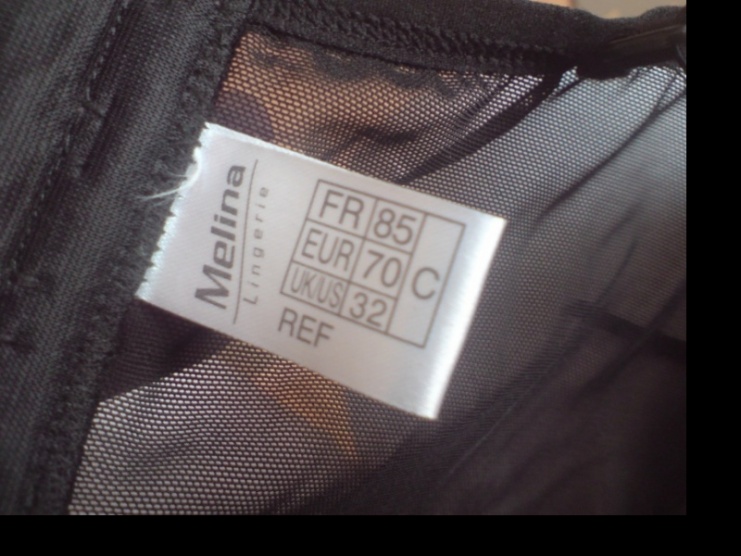 Melina
Lingerie
FR 85
EUR 70 C
UK/US 32
REF